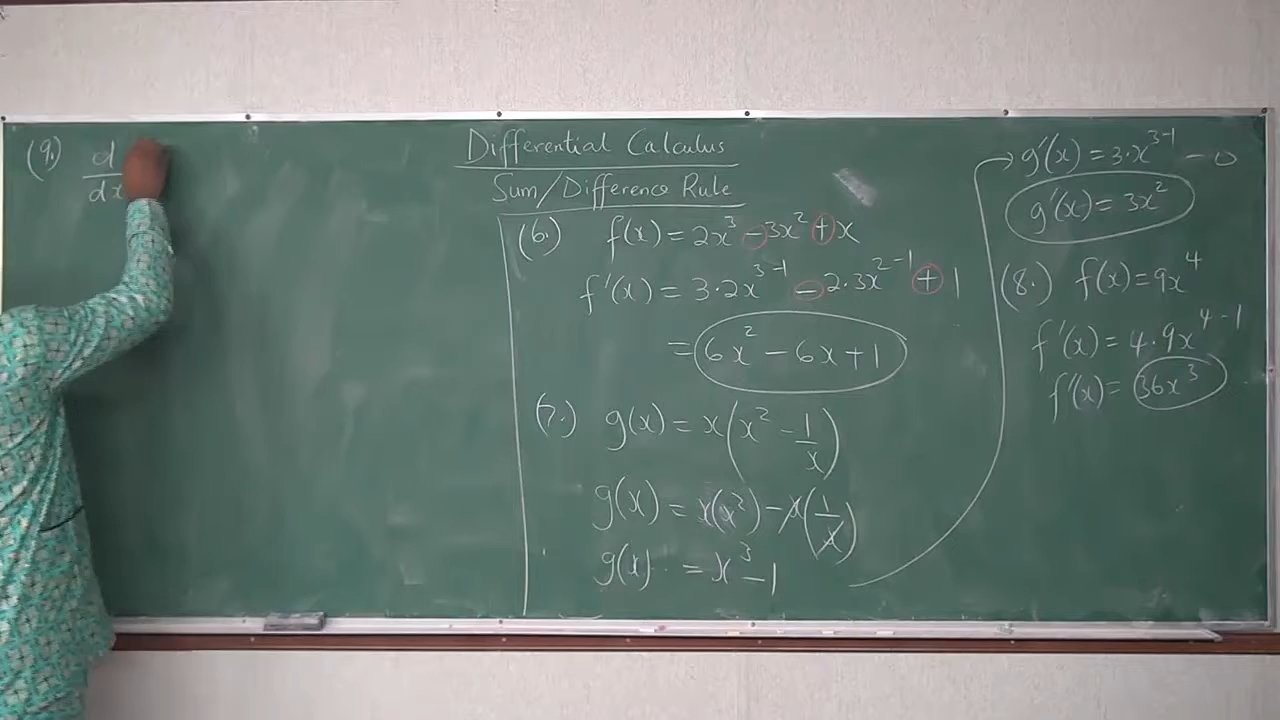 (9.) d/dx
Differential Calculus
Sum/Difference Rule
(6.) f(x) = 2x³ - 3x² + x
f'(x) = 3·2x³⁻¹ - 2·3x²⁻¹ + 1
= 6x² - 6x + 1
(7.) g(x) = x(x² - 1/x)
g(x) = x(x²) - x(1/x)
g(x) = x³ - 1
g'(x) = 3·x³⁻¹ - 0
g'(x) = 3x²
(8.) f(x) = 9x⁴
f'(x) = 4·9x⁴⁻¹
f'(x) = 36x³